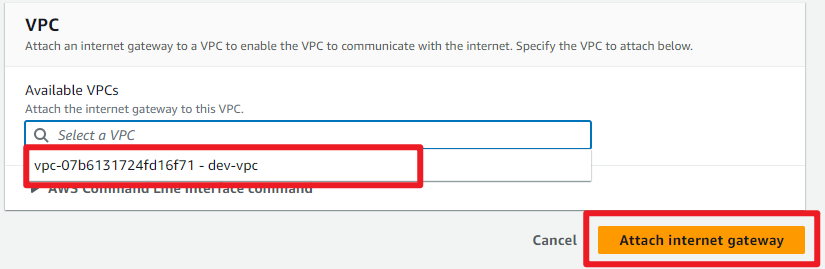 VPC
Attach an internet gateway to a VPC to enable the VPC to communicate with the internet. Specify the VPC to attach below.
Available VPCs
Attach the internet gateway to this VPC.
Select a VPC
vpc-07b6131724fd16f71 - dev-vpc
AWS Command Line Interface command
Cancel
Attach internet gateway